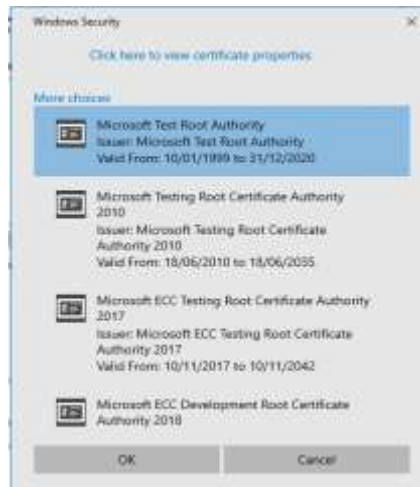 Windows Security
Click here to view certificate properties
More choices
Microsoft Test Root Authority
Issuer: Microsoft Test Root Authority
Valid From: 10/01/1999 to 31/12/2020
Microsoft Testing Root Certificate Authority
2010
Issuer: Microsoft Testing Root Certificate
Authority 2010
Valid From: 18/06/2010 to 18/06/2035
Microsoft ECC Testing Root Certificate Authority
2017
Issuer: Microsoft ECC Testing Root Certificate
Authority 2017
Valid From: 10/11/2017 to 10/11/2042
Microsoft ECC Development Root Certificate
Authority 2018
OK
Cancel